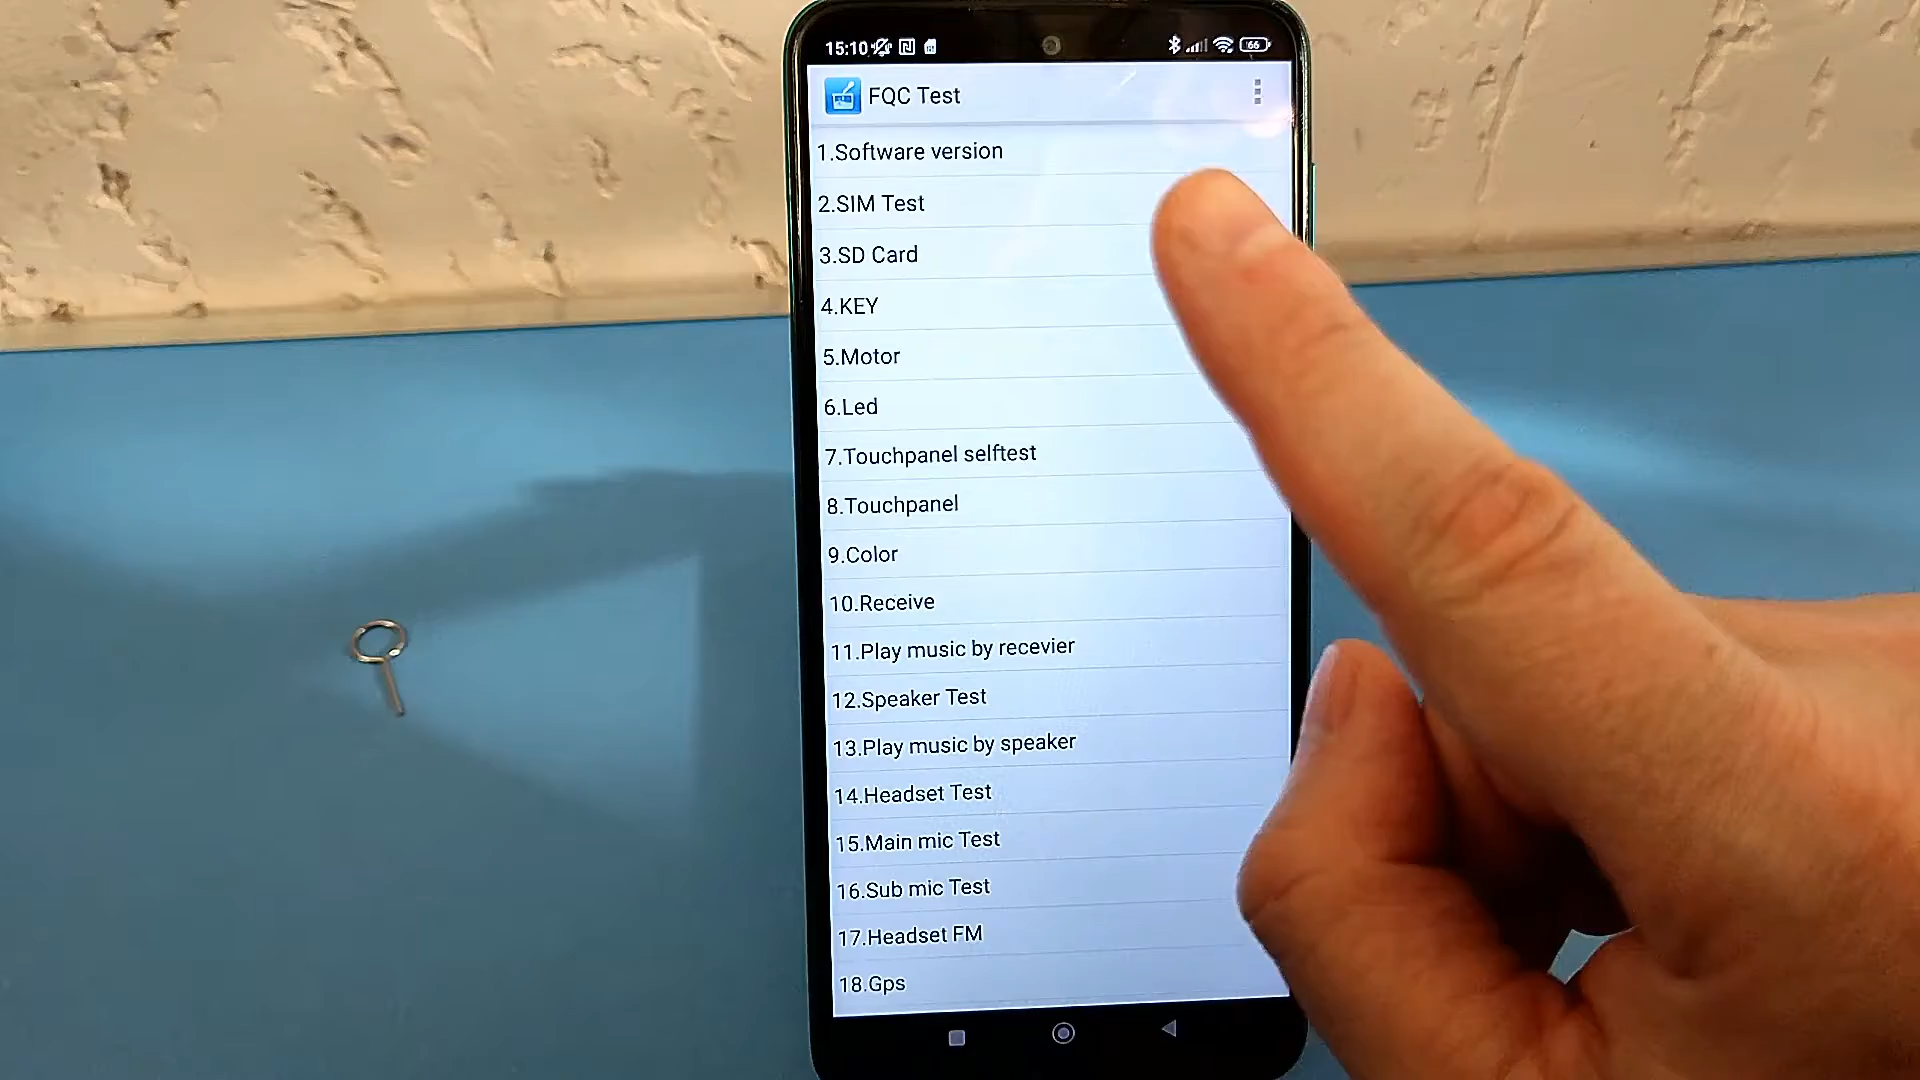 15:10 66
FQC Test
1.Software version
2.SIM Test
3.SD Card
4.KEY
5.Motor
6.Led
7.Touchpanel selftest
8.Touchpanel
9.Color
10.Receive
11.Play music by recevier
12.Speaker Test
13.Play music by speaker
14.Headset Test
15.Main mic Test
16.Sub mic Test
17.Headset FM
18.Gps